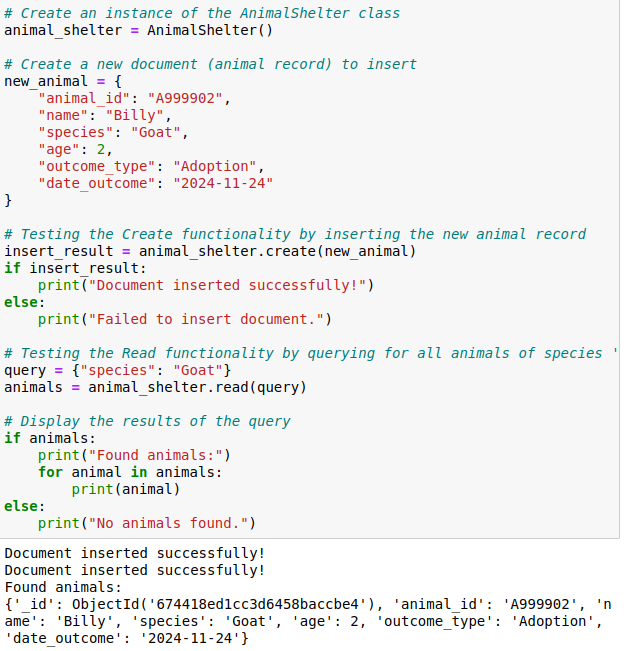 # Create an instance of the AnimalShelter class
animal_shelter = AnimalShelter()

# Create a new document (animal record) to insert
new_animal = {
    "animal_id": "A999902",
    "name": "Billy",
    "species": "Goat",
    "age": 2,
    "outcome_type": "Adoption",
    "date_outcome": "2024-11-24"
}

# Testing the Create functionality by inserting the new animal record
insert_result = animal_shelter.create(new_animal)
if insert_result:
    print("Document inserted successfully!")
else:
    print("Failed to insert document.")

# Testing the Read functionality by querying for all animals of species '
query = {"species": "Goat"}
animals = animal_shelter.read(query)

# Display the results of the query
if animals:
    print("Found animals:")
    for animal in animals:
        print(animal)
else:
    print("No animals found.")
Document inserted successfully!
Document inserted successfully!
Found animals:
{'_id': ObjectId('674418ed1cc3d6458baccbe4'), 'animal_id': 'A999902', 'n
ame': 'Billy', 'species': 'Goat', 'age': 2, 'outcome_type': 'Adoption',
'date_outcome': '2024-11-24'}